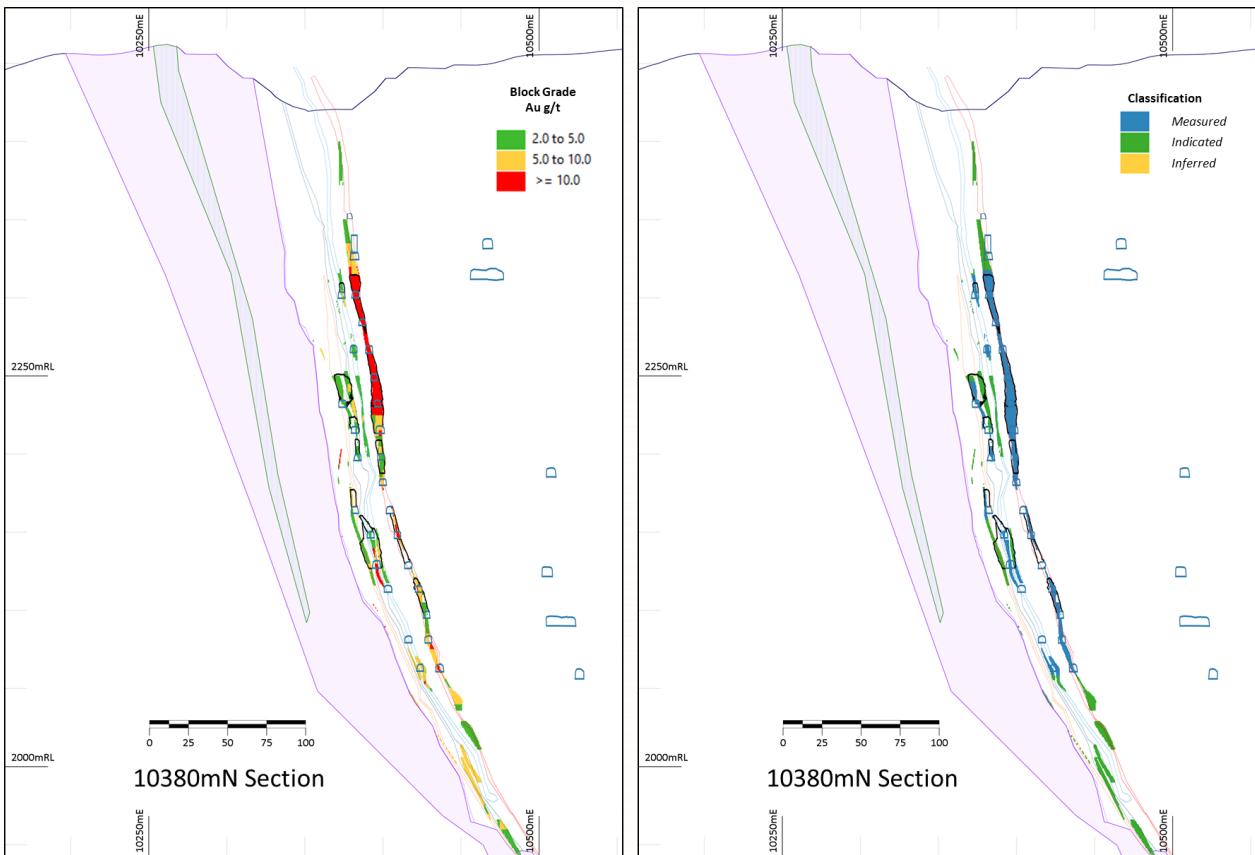 10250mE
10500mE
Block Grade
Au g/t
2.0 to 5.0
5.0 to 10.0
>= 10.0
2250mRL
2000mRL
0 25 50 75 100
10380mN Section
10250mE
10500mE
10250mE
10500mE
Classification
Measured
Indicated
Inferred
2250mRL
2000mRL
0 25 50 75 100
10380mN Section
10250mE
10500mE